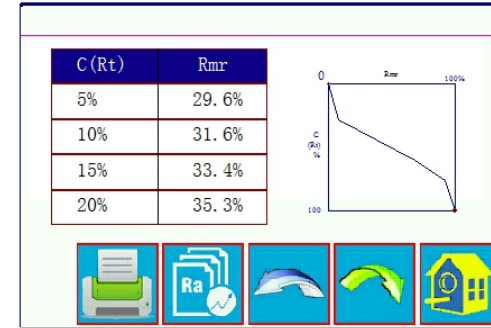 C(Rt) Rmr
5% 29.6%
10% 31.6%
15% 33.4%
20% 35.3%
0 Rmr 100%
C
(Rt)
%
100
Ra